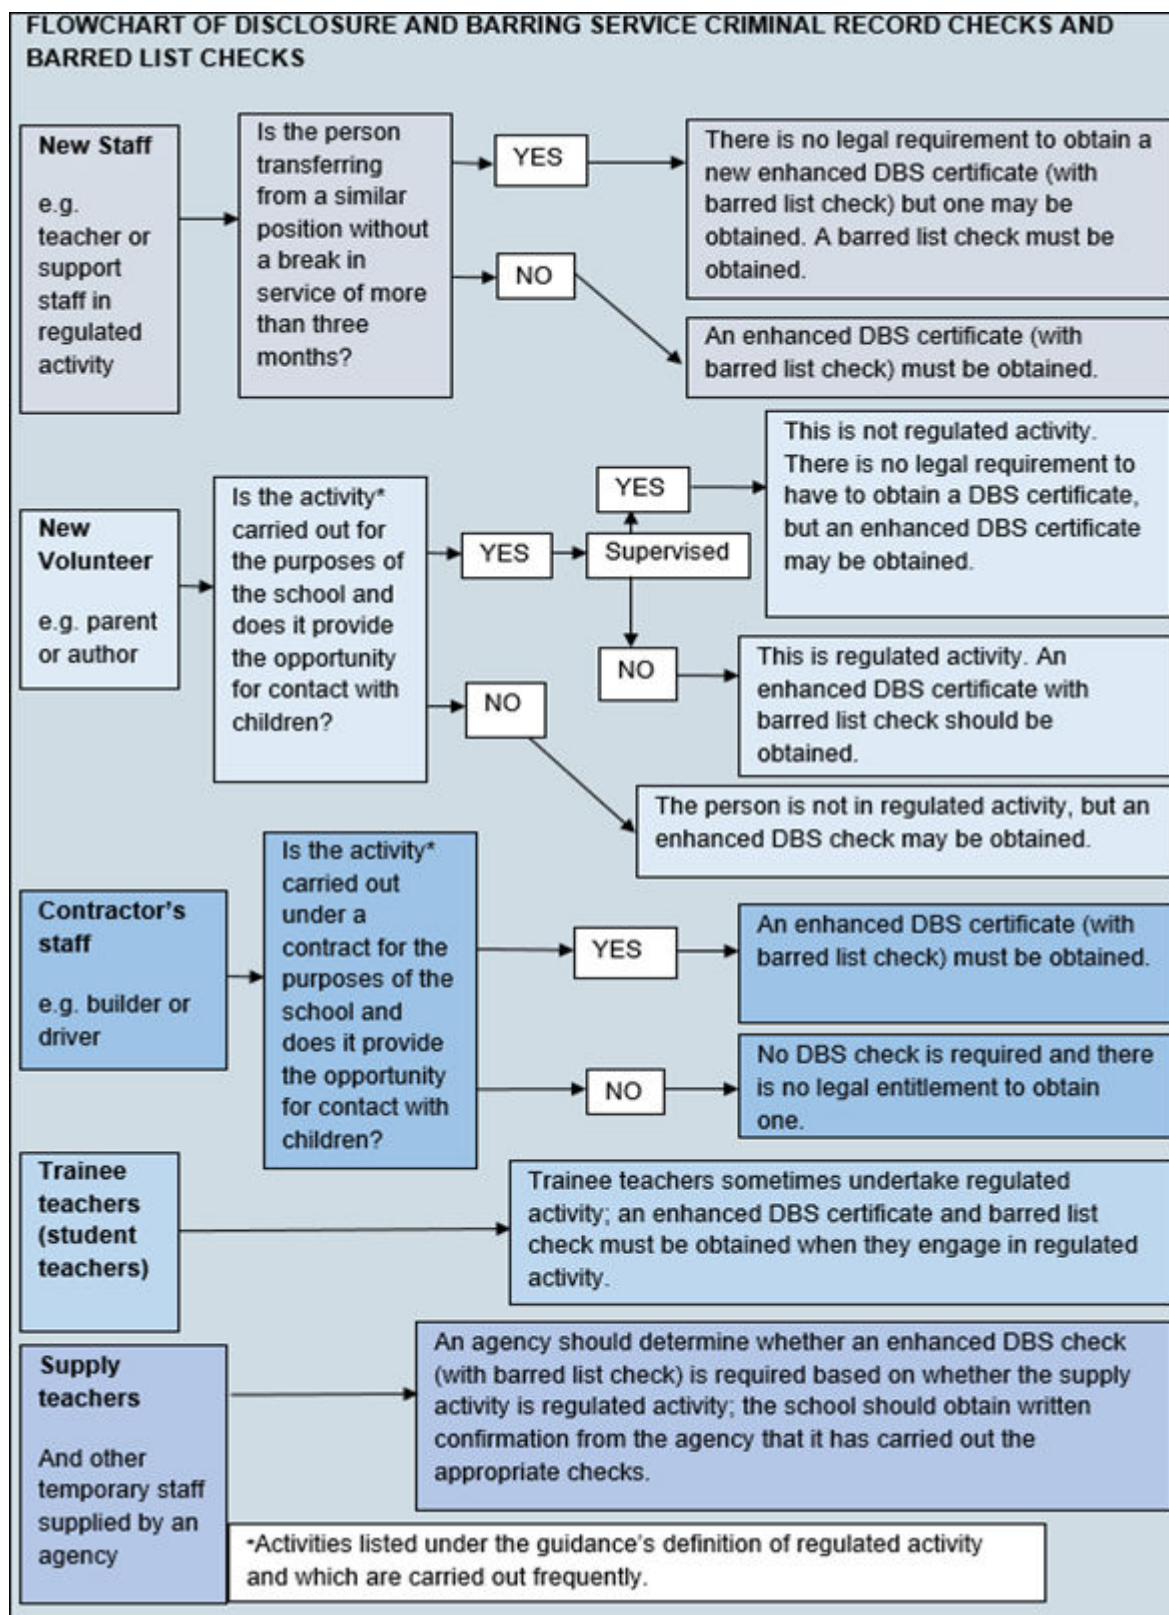 FLOWCHART OF DISCLOSURE AND BARRING SERVICE CRIMINAL RECORD CHECKS AND
BARRED LIST CHECKS
New Staff
e.g.
teacher or
support
staff in
regulated
activity
Is the person
transferring
from a similar
position without
a break in
service of more
than three
months?
YES
There is no legal requirement to obtain a
new enhanced DBS certificate (with
barred list check) but one may be
obtained. A barred list check must be
obtained.
NO
An enhanced DBS certificate (with
barred list check) must be obtained.
New
Volunteer
e.g. parent
or author
Is the activity*
carried out for
the purposes of
the school and
does it provide
the opportunity
for contact with
children?
YES
Supervised
YES
This is not regulated activity.
There is no legal requirement to
have to obtain a DBS certificate,
but an enhanced DBS certificate
may be obtained.
NO
This is regulated activity. An
enhanced DBS certificate with
barred list check should be
obtained.
NO
The person is not in regulated activity, but an
enhanced DBS check may be obtained.
Contractor's
staff
e.g. builder or
driver
Is the activity*
carried out
under a
contract for the
purposes of the
school and
does it provide
the opportunity
for contact with
children?
YES
An enhanced DBS certificate (with
barred list check) must be obtained.
NO
No DBS check is required and there
is no legal entitlement to obtain
one.
Trainee
teachers
(student
teachers)
Trainee teachers sometimes undertake regulated
activity; an enhanced DBS certificate and barred list
check must be obtained when they engage in regulated
activity.
Supply
teachers
And other
temporary staff
supplied by an
agency
An agency should determine whether an enhanced DBS check
(with barred list check) is required based on whether the supply
activity is regulated activity; the school should obtain written
confirmation from the agency that it has carried out the
appropriate checks.
*Activities listed under the guidance's definition of regulated activity
and which are carried out frequently.